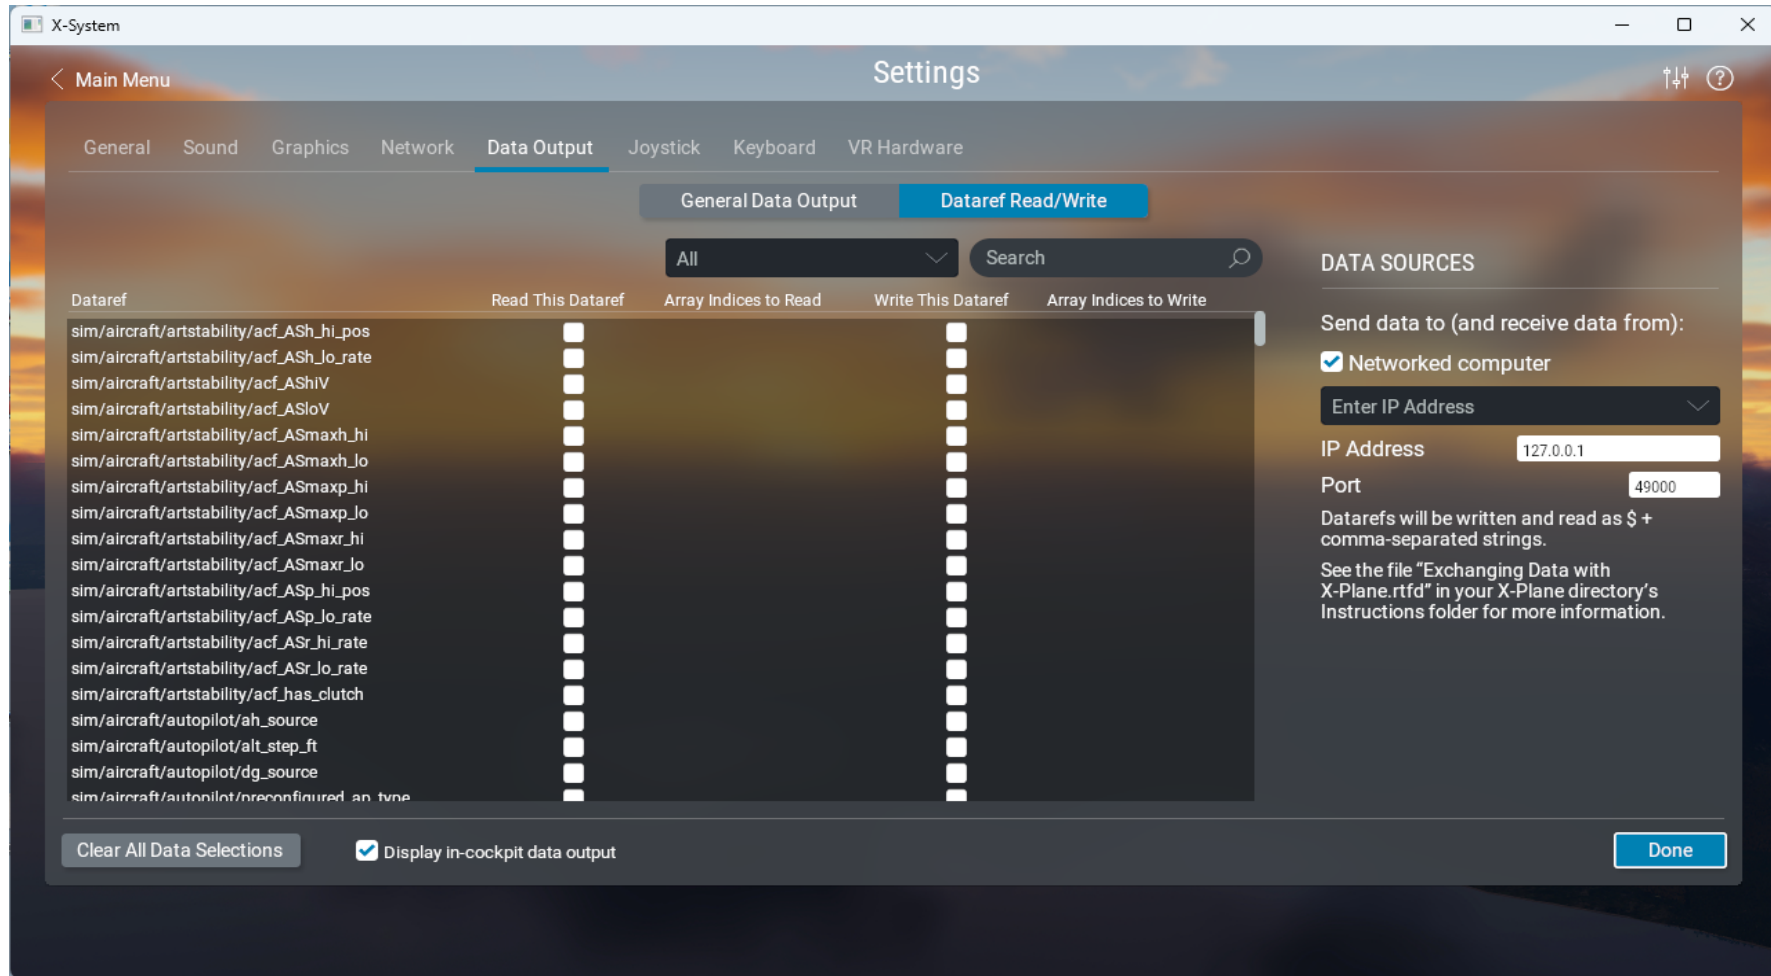 X-System
Main Menu
Settings
General Sound Graphics Network Data Output Joystick Keyboard VR Hardware
General Data Output Dataref Read/Write
All
Search
Dataref Read This Dataref Array Indices to Read Write This Dataref Array Indices to Write
sim/aircraft/artstability/acf_ASh_hi_pos
sim/aircraft/artstability/acf_ASh_lo_rate
sim/aircraft/artstability/acf_AShiV
sim/aircraft/artstability/acf_ASloV
sim/aircraft/artstability/acf_ASmaxh_hi
sim/aircraft/artstability/acf_ASmaxh_lo
sim/aircraft/artstability/acf_ASmaxp_hi
sim/aircraft/artstability/acf_ASmaxp_lo
sim/aircraft/artstability/acf_ASmaxr_hi
sim/aircraft/artstability/acf_ASmaxr_lo
sim/aircraft/artstability/acf_ASp_hi_pos
sim/aircraft/artstability/acf_ASp_lo_rate
sim/aircraft/artstability/acf_ASr_hi_rate
sim/aircraft/artstability/acf_ASr_lo_rate
sim/aircraft/artstability/acf_has_clutch
sim/aircraft/autopilot/ah_source
sim/aircraft/autopilot/alt_step_ft
sim/aircraft/autopilot/dg_source
sim/aircraft/autopilot/preconfigured_ap_type
DATA SOURCES
Send data to (and receive data from):
Networked computer
Enter IP Address
IP Address 127.0.0.1
Port 49000
Datarefs will be written and read as $ +
comma-separated strings.
See the file “Exchanging Data with
X-Plane.rtfd” in your X-Plane directory’s
Instructions folder for more information.
Clear All Data Selections
Display in-cockpit data output
Done